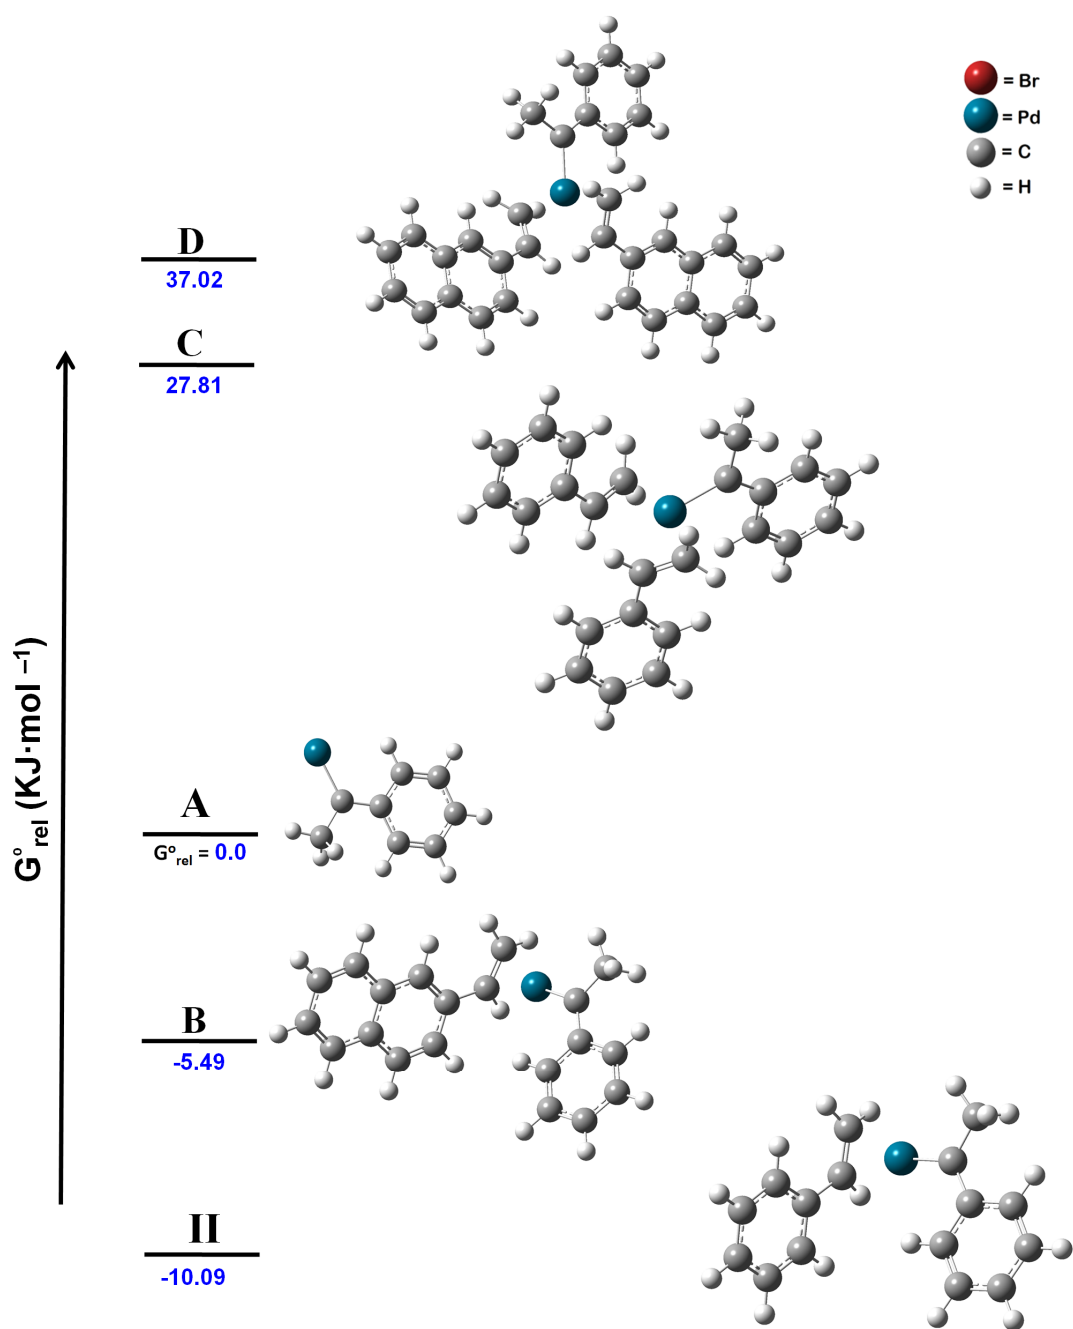 = Br
= Pd
= C
= H
D
37.02
C
27.81
G°rel (KJ·mol −1)
A
G°rel = 0.0
B
-5.49
II
-10.09